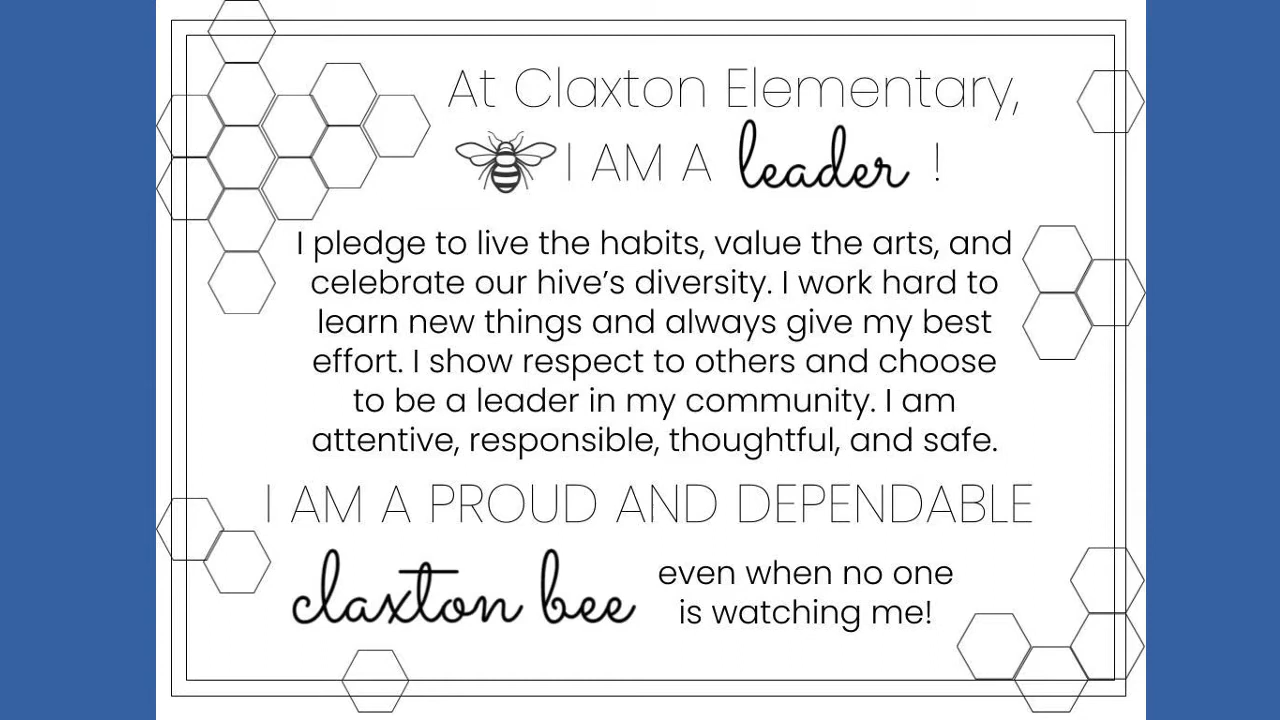 At Claxton Elementary,
I AM A leader !
I pledge to live the habits, value the arts, and
celebrate our hive’s diversity. I work hard to
learn new things and always give my best
effort. I show respect to others and choose
to be a leader in my community. I am
attentive, responsible, thoughtful, and safe.
I AM A PROUD AND DEPENDABLE
claxton bee
even when no one
is watching me!